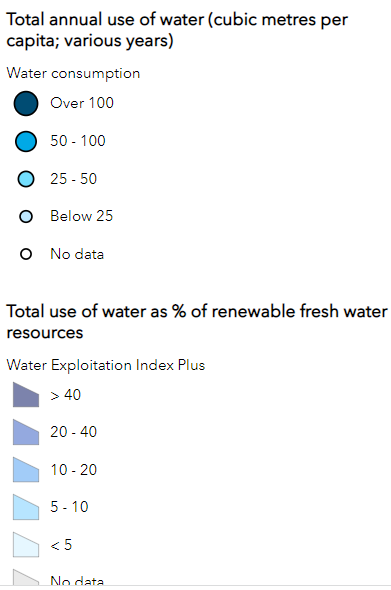 Total annual use of water (cubic metres per
capita; various years)
Water consumption
Over 100
50 - 100
25 - 50
Below 25
No data
Total use of water as % of renewable fresh water
resources
Water Exploitation Index Plus
> 40
20 - 40
10 - 20
5 - 10
< 5
No data